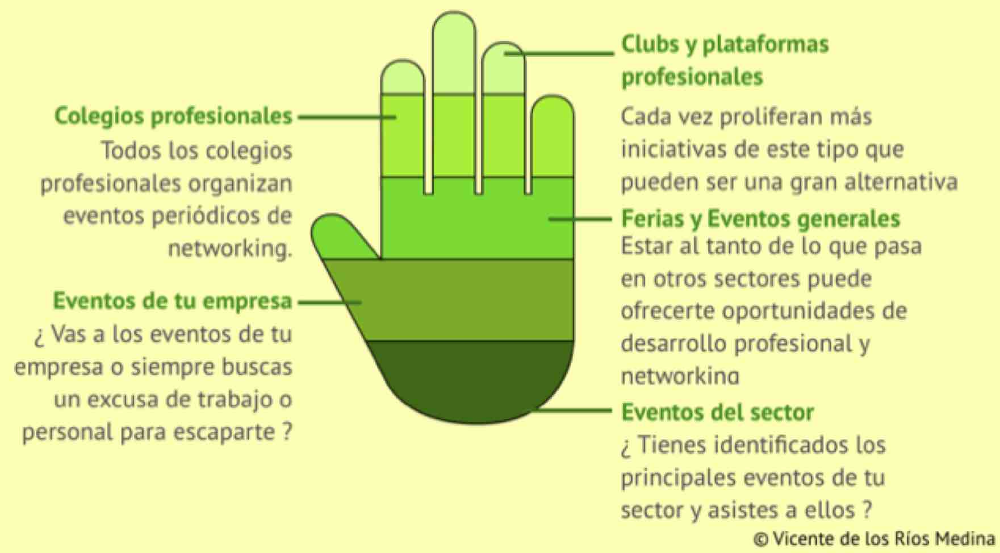 Colegios profesionales
Todos los colegios
profesionales organizan
eventos periódicos de
networking.
Eventos de tu empresa
¿ Vas a los eventos de tu
empresa o siempre buscas
un excusa de trabajo o
personal para escaparte ?
Clubs y plataformas
profesionales
Cada vez proliferan más
iniciativas de este tipo que
pueden ser una gran alternativa
Ferias y Eventos generales
Estar al tanto de lo que pasa
en otros sectores puede
ofrecerte oportunidades de
desarrollo profesional y
networking
Eventos del sector
¿ Tienes identificados los
principales eventos de tu
sector y asistes a ellos ?
© Vicente de los Ríos Medina